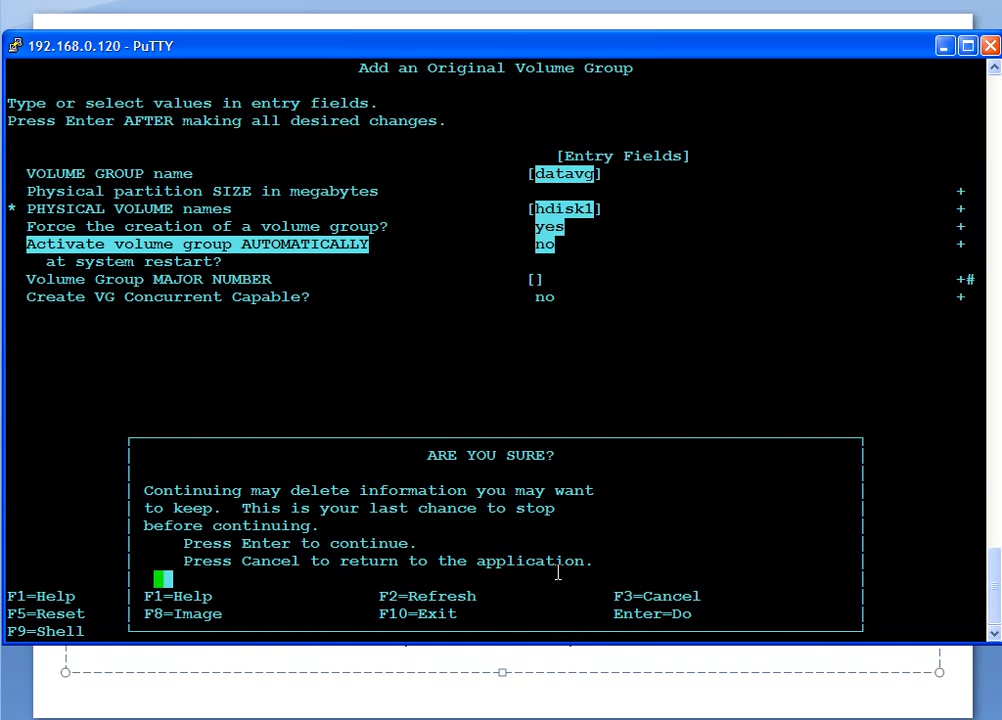 192.168.0.120 - PuTTY
Add an Original Volume Group
Type or select values in entry fields.
Press Enter AFTER making all desired changes.
[Entry Fields]
VOLUME GROUP name [datavg]
Physical partition SIZE in megabytes +
* PHYSICAL VOLUME names [hdisk1] +
Force the creation of a volume group? yes +
Activate volume group AUTOMATICALLY no +
at system restart?
Volume Group MAJOR NUMBER [] +#
Create VG Concurrent Capable? no +
ARE YOU SURE?
Continuing may delete information you may want
to keep. This is your last chance to stop
before continuing.
Press Enter to continue.
Press Cancel to return to the application.
F1=Help F1=Help F2=Refresh F3=Cancel
F5=Reset F8=Image F10=Exit Enter=Do
F9=Shell